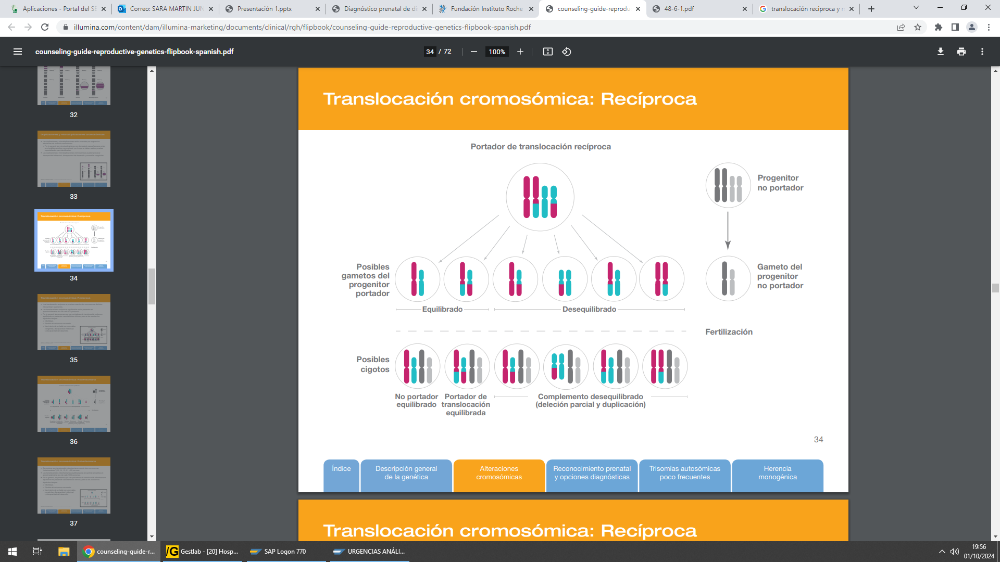 Aplicaciones - Portal del SE
Correo: SARA MARTIN JUN
Presentación 1.pptx
Diagnóstico prenatal de d
Fundación Instituto Roche
counseling-guide-reprodu
48-6-1.pdf
translocación reciproca y r
illumina.com/content/dam/illumina-marketing/documents/clinical/rgh/flipbook/counseling-guide-reproductive-genetics-flipbook-spanish.pdf
counseling-guide-reproductive-genetics-flipbook-spanish.pdf
34 / 72
100%
32
33
34
35
36
37
Translocación cromosómica: Recíproca
Portador de translocación recíproca
Progenitor
no portador
Posibles
gametos del
progenitor
portador
Gameto del
progenitor
no portador
Equilibrado
Desequilibrado
Fertilización
Posibles
cigotos
No portador
equilibrado
Portador de
translocación
equilibrada
Complemento desequilibrado
(deleción parcial y duplicación)
34
Índice
Descripción general
de la genética
Alteraciones
cromosómicas
Reconocimiento prenatal
y opciones diagnósticas
Trisomías autosómicas
poco frecuentes
Herencia
monogénica
Translocación cromosómica: Recíproca
counseling-guide-r...
Gestlab - [20] Hosp...
SAP Logon 770
URGENCIAS ANÁLI...
19:56
01/10/2024